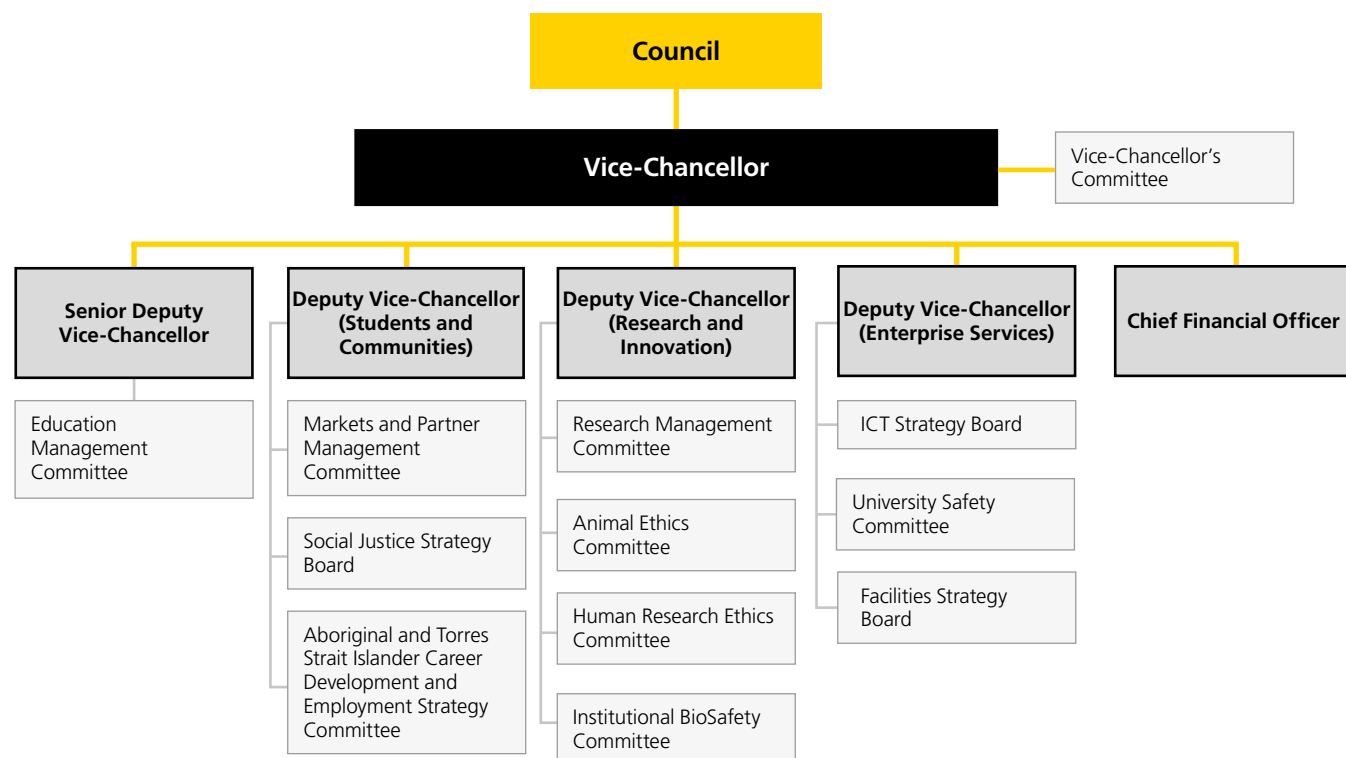 Council
Vice-Chancellor
Vice-Chancellor's
Committee
Senior Deputy
Vice-Chancellor
Education
Management
Committee
Deputy Vice-Chancellor
(Students and
Communities)
Markets and Partner
Management
Committee
Social Justice Strategy
Board
Aboriginal and Torres
Strait Islander Career
Development and
Employment Strategy
Committee
Deputy Vice-Chancellor
(Research and
Innovation)
Research Management
Committee
Animal Ethics
Committee
Human Research Ethics
Committee
Institutional BioSafety
Committee
Deputy Vice-Chancellor
(Enterprise Services)
ICT Strategy Board
University Safety
Committee
Facilities Strategy
Board
Chief Financial Officer